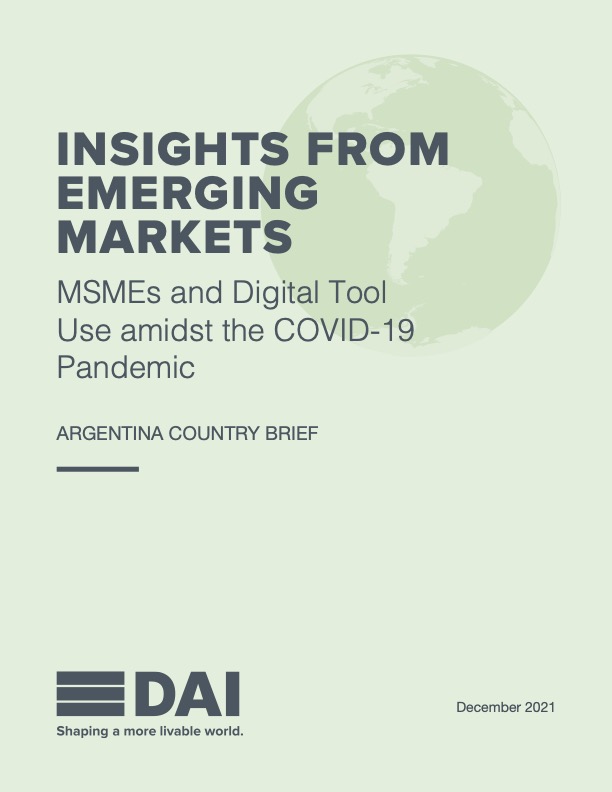 INSIGHTS FROM
EMERGING
MARKETS
MSMEs and Digital Tool
Use amidst the COVID-19
Pandemic
ARGENTINA COUNTRY BRIEF
DAI
Shaping a more livable world.
December 2021